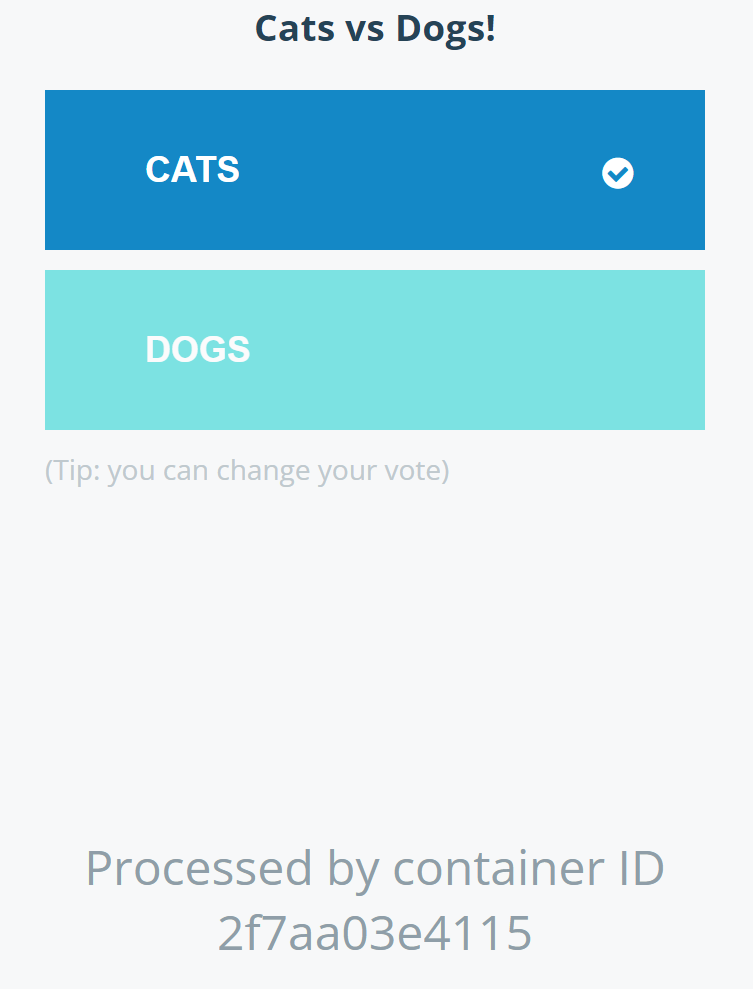 Cats vs Dogs!
CATS
DOGS
(Tip: you can change your vote)
Processed by container ID
2f7aa03e4115